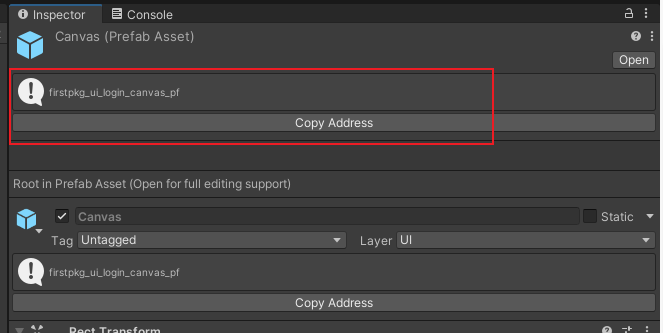 Inspector Console
Canvas (Prefab Asset)
Open
firstpkg_ui_login_canvas_pf
Copy Address
Root in Prefab Asset (Open for full editing support)
Canvas Static
Tag Untagged Layer UI
firstpkg_ui_login_canvas_pf
Copy Address
Rect Transform